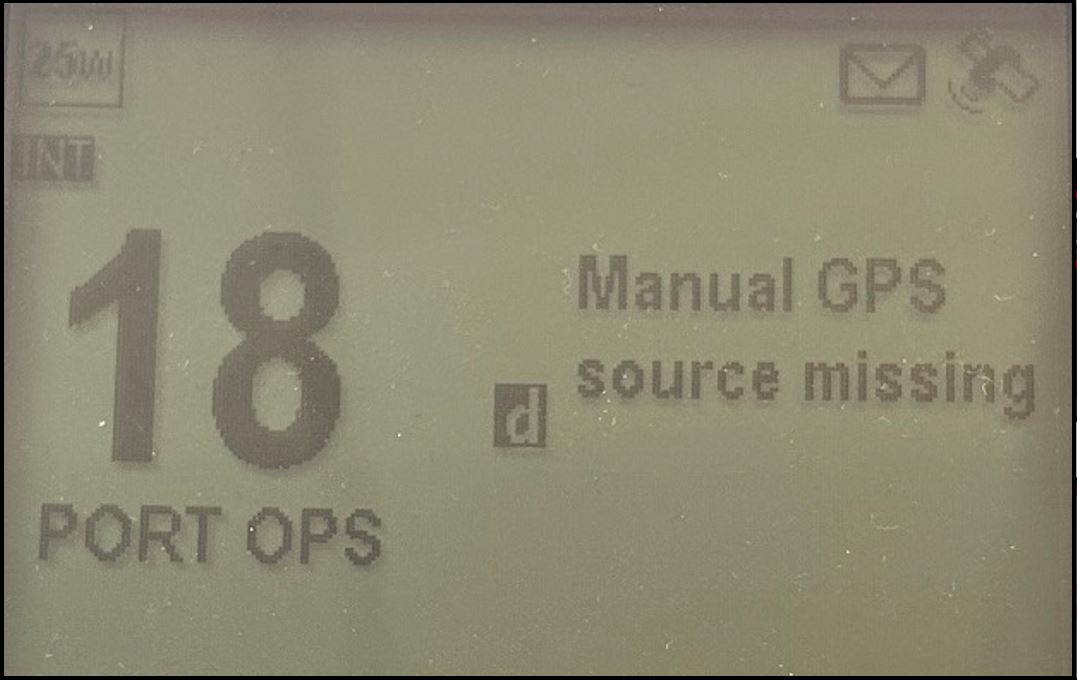 25W
INT
18
Manual GPS
source missing
d
PORT OPS